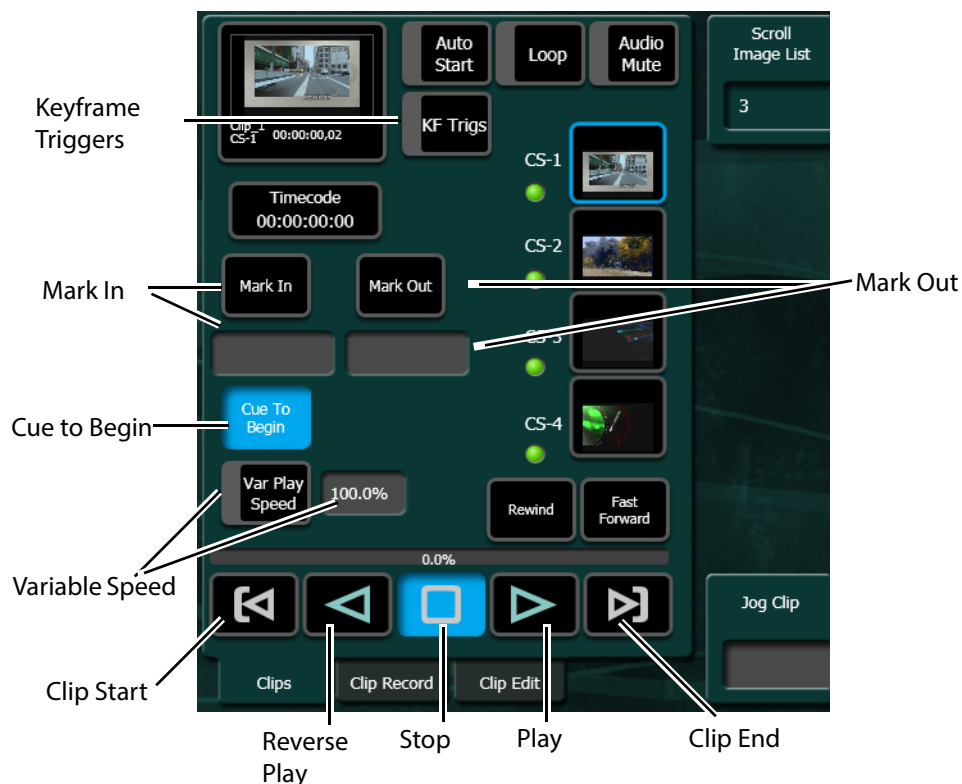 Auto
Start
Loop
Audio
Mute
Scroll
Image List
3
Keyframe
Triggers
KF Trigs
Clip_1
CS-1 00:00:00,02
CS-1
Timecode
00:00:00:00
CS-2
Mark In
Mark In
Mark Out
Mark Out
CS-3
Cue to Begin
Cue To
Begin
CS-4
Var Play
Speed
100.0%
Rewind
Fast
Forward
Variable Speed
0.0%
Jog Clip
Clip Start
Clips
Clip Record
Clip Edit
Reverse
Play
Stop
Play
Clip End